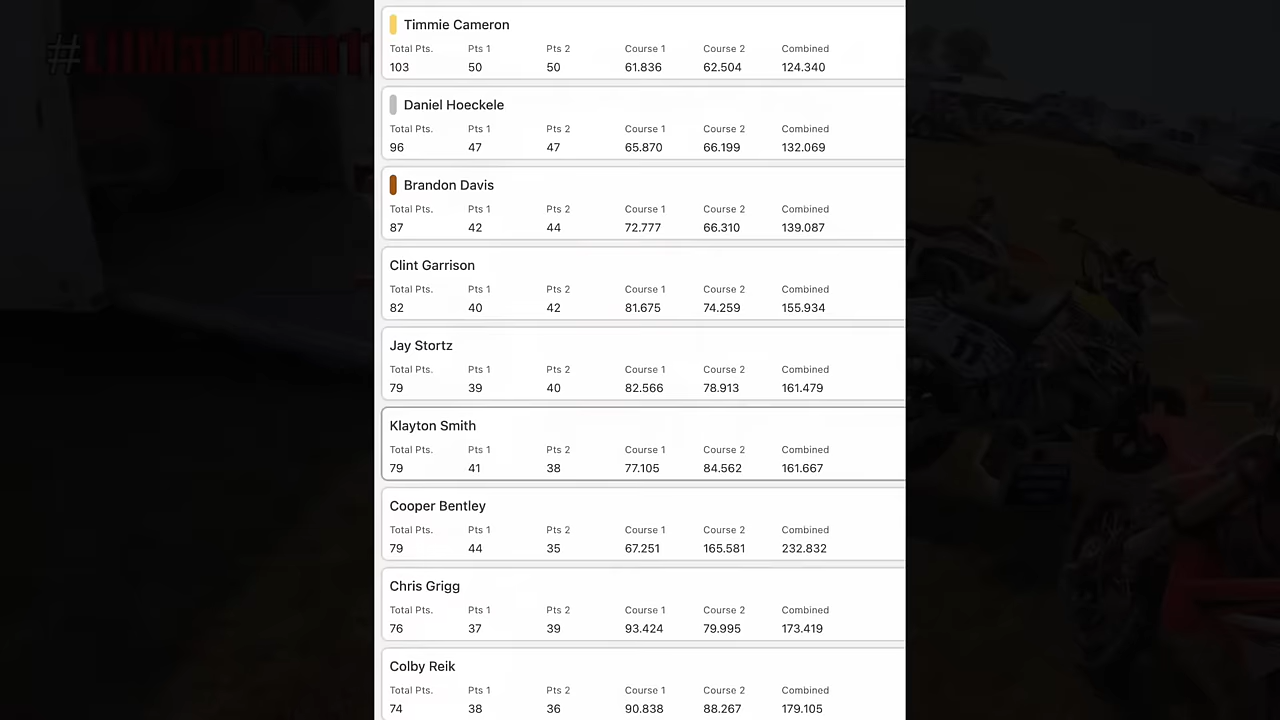 #LilMadRam11
Timmie Cameron
Total Pts. Pts 1 Pts 2 Course 1 Course 2 Combined
103 50 50 61.836 62.504 124.340
Daniel Hoeckele
Total Pts. Pts 1 Pts 2 Course 1 Course 2 Combined
96 47 47 65.870 66.199 132.069
Brandon Davis
Total Pts. Pts 1 Pts 2 Course 1 Course 2 Combined
87 42 44 72.777 66.310 139.087
Clint Garrison
Total Pts. Pts 1 Pts 2 Course 1 Course 2 Combined
82 40 42 81.675 74.259 155.934
Jay Stortz
Total Pts. Pts 1 Pts 2 Course 1 Course 2 Combined
79 39 40 82.566 78.913 161.479
Klayton Smith
Total Pts. Pts 1 Pts 2 Course 1 Course 2 Combined
79 41 38 77.105 84.562 161.667
Cooper Bentley
Total Pts. Pts 1 Pts 2 Course 1 Course 2 Combined
79 44 35 67.251 165.581 232.832
Chris Grigg
Total Pts. Pts 1 Pts 2 Course 1 Course 2 Combined
76 37 39 93.424 79.995 173.419
Colby Reik
Total Pts. Pts 1 Pts 2 Course 1 Course 2 Combined
74 38 36 90.838 88.267 179.105